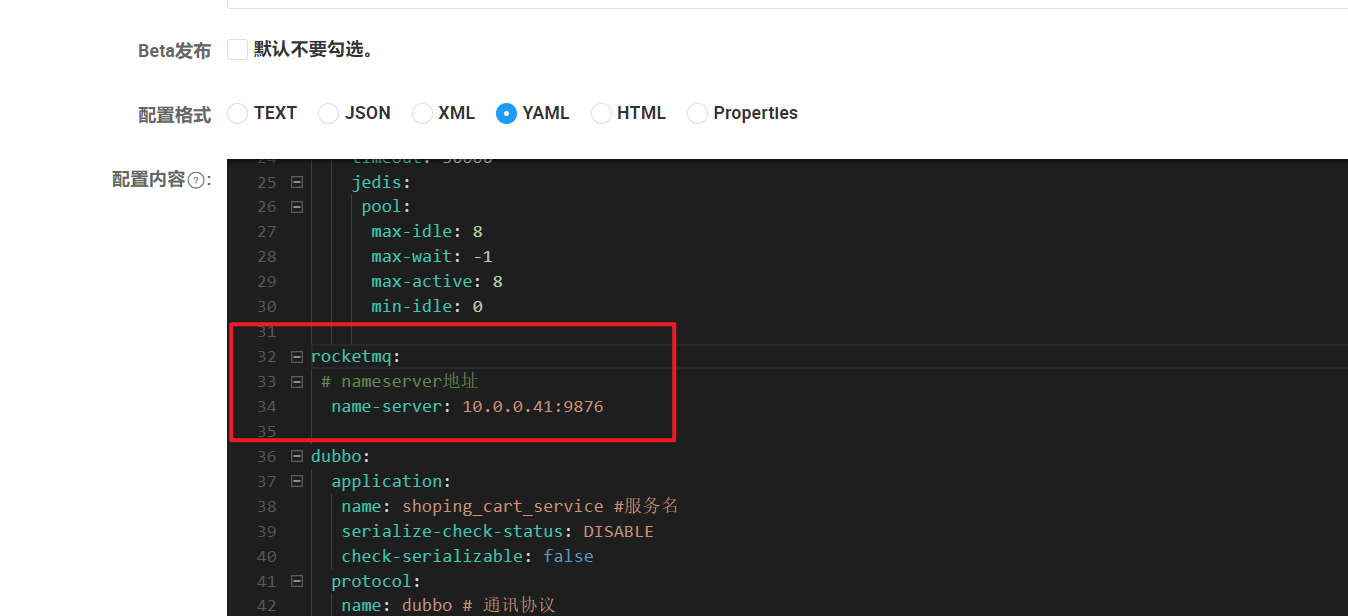 Beta发布 默认不要勾选。
配置格式 TEXT JSON XML YAML HTML Properties
配置内容?:
24 timeout: 30000
25 jedis:
26 pool:
27 max-idle: 8
28 max-wait: -1
29 max-active: 8
30 min-idle: 0
31
32 rocketmq:
33 # nameserver地址
34 name-server: 10.0.0.41:9876
35
36 dubbo:
37 application:
38 name: shoping_cart_service #服务名
39 serialize-check-status: DISABLE
40 check-serializable: false
41 protocol:
42 name: dubbo # 通讯协议